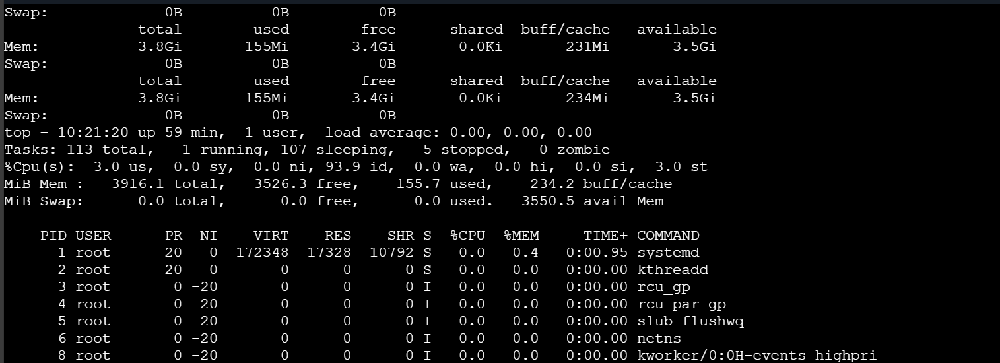 Swap:             0B          0B          0B
               total        used        free      shared  buff/cache   available
Mem:           3.8Gi       155Mi       3.4Gi       0.0Ki       231Mi       3.5Gi
Swap:             0B          0B          0B
               total        used        free      shared  buff/cache   available
Mem:           3.8Gi       155Mi       3.4Gi       0.0Ki       234Mi       3.5Gi
Swap:             0B          0B          0B
top - 10:21:20 up 59 min,  1 user,  load average: 0.00, 0.00, 0.00
Tasks: 113 total,   1 running, 107 sleeping,   5 stopped,   0 zombie
%Cpu(s):  3.0 us,  0.0 sy,  0.0 ni, 93.9 id,  0.0 wa,  0.0 hi,  0.0 si,  3.0 st
MiB Mem :   3916.1 total,   3526.3 free,    155.7 used,    234.2 buff/cache
MiB Swap:      0.0 total,      0.0 free,      0.0 used.   3550.5 avail Mem
    PID USER      PR  NI    VIRT    RES    SHR S  %CPU  %MEM     TIME+ COMMAND
      1 root      20   0  172348  17328  10792 S   0.0   0.4   0:00.95 systemd
      2 root      20   0       0      0      0 S   0.0   0.0   0:00.00 kthreadd
      3 root       0 -20       0      0      0 I   0.0   0.0   0:00.00 rcu_gp
      4 root       0 -20       0      0      0 I   0.0   0.0   0:00.00 rcu_par_gp
      5 root       0 -20       0      0      0 I   0.0   0.0   0:00.00 slub_flushwq
      6 root       0 -20       0      0      0 I   0.0   0.0   0:00.00 netns
      8 root       0 -20       0      0      0 I   0.0   0.0   0:00.00 kworker/0:0H-events highpri